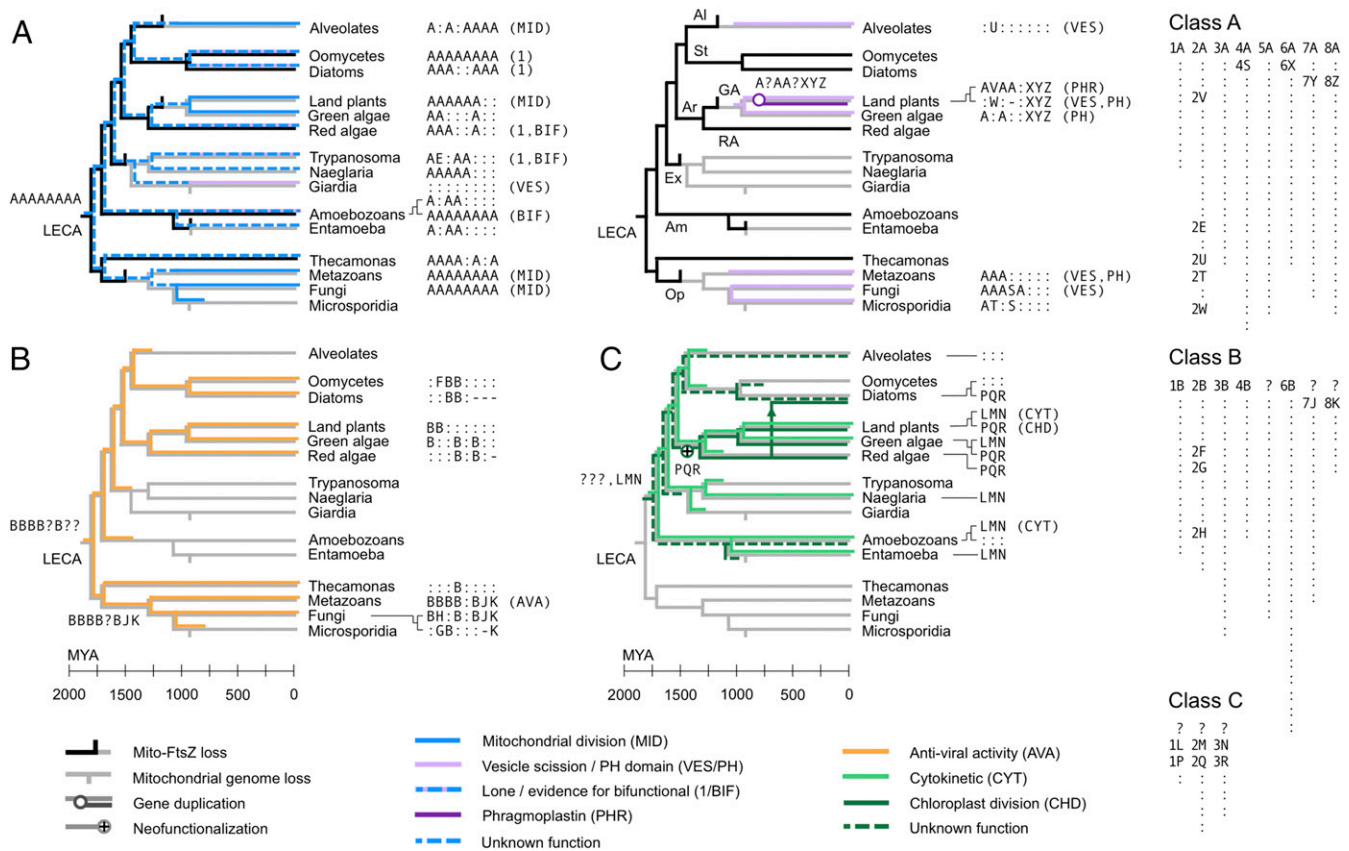 A
Alveolates A:A:AAAA (MID)
Oomycetes AAAAAAAA (1)
Diatoms AAA::AAA (1)
Land plants AAAAAA:: (MID)
Green algae AA:::A::
Red algae AAA::A:: (1,BIF)
Trypanosoma AE:AA::: (1,BIF)
Naeglaria AAAAA:::
Giardia :::::::: (VES)
A:AA::::
Amoebozoans AAAAAAAA (BIF)
Entamoeba A:AA::::
Thecamonas AAAA:A:A
Metazoans AAAAAAAA (MID)
Fungi AAAAAAAA (MID)
Microsporidia
AAAAAAAA
LECA
Al
St
GA
Ar
RA
Ex
Am
Op
LECA
A?AA?XYZ
Alveolates :U:::::: (VES)
Oomycetes
Diatoms
AVAA:XYZ (PHR)
Land plants :W:-:XYZ (VES,PH)
Green algae A:A::XYZ (PH)
Red algae
Trypanosoma
Naeglaria
Giardia
Amoebozoans
Entamoeba
Thecamonas
Metazoans AAA::::: (VES,PH)
Fungi AAASA::: (VES)
Microsporidia AT:S::::
Class A
1A 2A 3A 4A 5A 6A 7A 8A
4S 6X
7Y 8Z
2V
2E
2U
2T
2W
B
Alveolates
Oomycetes :FBB::::
Diatoms ::BB:---
Land plants BB::::::
Green algae B::B:B::
Red algae :::B:B:-
Trypanosoma
Naeglaria
Giardia
Amoebozoans
Entamoeba
Thecamonas :::B::::
Metazoans BBBB:BJK (AVA)
Fungi BH:B:BJK
Microsporidia :GB:::-K
BBBB?B??
LECA
BBBB?BJK
MYA
2000 1500 1000 500 0
C
Alveolates :::
Oomycetes :::
Diatoms PQR
LMN (CYT)
Land plants PQR (CHD)
Green algae LMN
Red algae PQR
PQR
Trypanosoma
Naeglaria LMN
Giardia
LMN (CYT)
Amoebozoans :::
Entamoeba LMN
Thecamonas
Metazoans
Fungi
Microsporidia
PQR
???,LMN
LECA
MYA
2000 1500 1000 500 0
Class B
1B 2B 3B 4B ? 6B ? ?
7J 8K
2F
2G
2H
Class C
? ? ?
1L 2M 3N
1P 2Q 3R
Mito-FtsZ loss
Mitochondrial genome loss
Gene duplication
Neofunctionalization
Mitochondrial division (MID)
Vesicle scission / PH domain (VES/PH)
Lone / evidence for bifunctional (1/BIF)
Phragmoplastin (PHR)
Unknown function
Anti-viral activity (AVA)
Cytokinetic (CYT)
Chloroplast division (CHD)
Unknown function